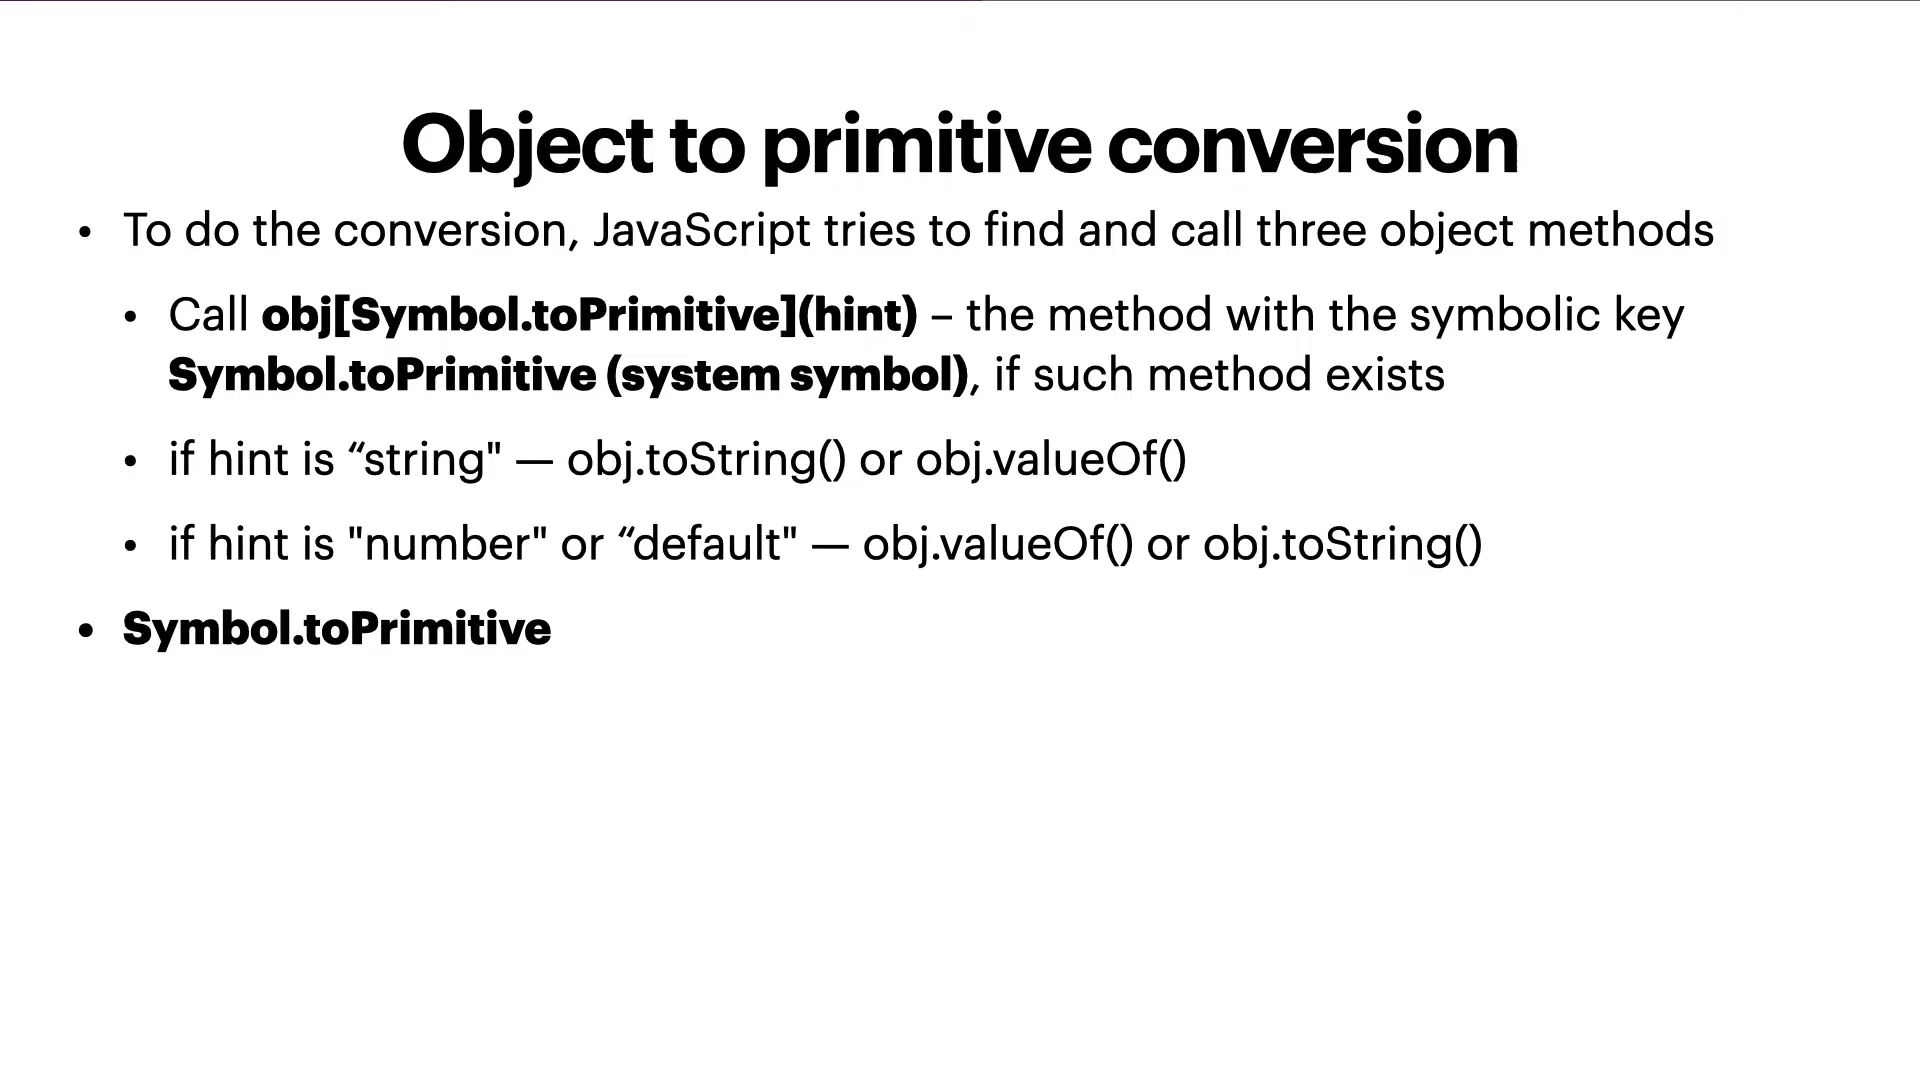 Object to primitive conversion
• To do the conversion, JavaScript tries to find and call three object methods
• Call obj[Symbol.toPrimitive](hint) – the method with the symbolic key
Symbol.toPrimitive (system symbol), if such method exists
• if hint is “string" — obj.toString() or obj.valueOf()
• if hint is "number" or “default" — obj.valueOf() or obj.toString()
• Symbol.toPrimitive